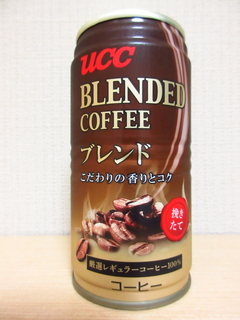 UCC
BLENDED
COFFEE
ブレンド
こだわりの香りとコク
挽き
たて
厳選レギュラーコーヒー100%
コーヒー